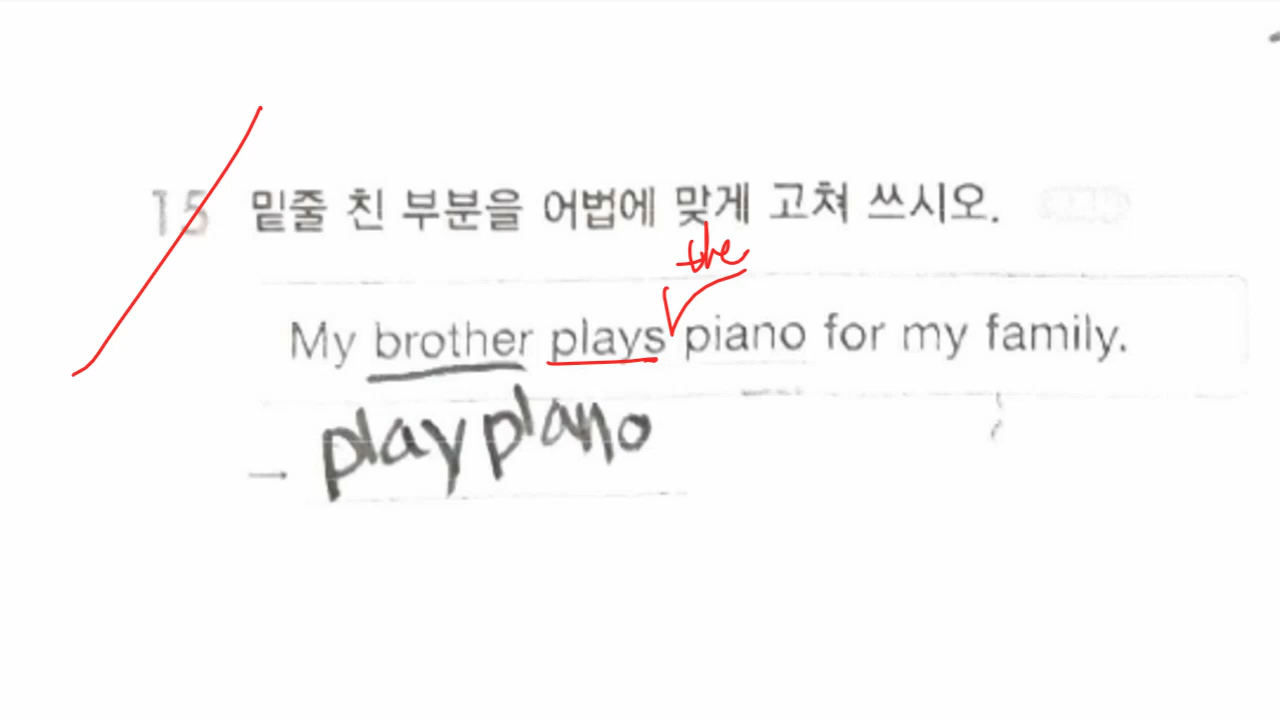 15 밑줄 친 부분을 어법에 맞게 고쳐 쓰시오.
the
My brother plays piano for my family.
→ play piano